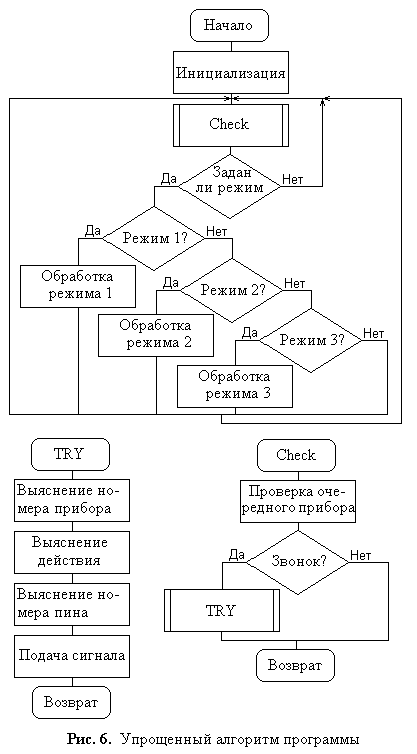 Начало
Инициализация
Check
Задан
ли режим
Да
Нет
Режим 1?
Да
Нет
Обработка
режима 1
Режим 2?
Да
Нет
Обработка
режима 2
Режим 3?
Да
Нет
Обработка
режима 3
TRY
Выяснение но-
мера прибора
Выяснение
действия
Выяснение но-
мера пина
Подача сигнала
Возврат
Check
Проверка оче-
редного прибора
Звонок?
Да
Нет
TRY
Возврат
Рис. 6. Упрощенный алгоритм программы